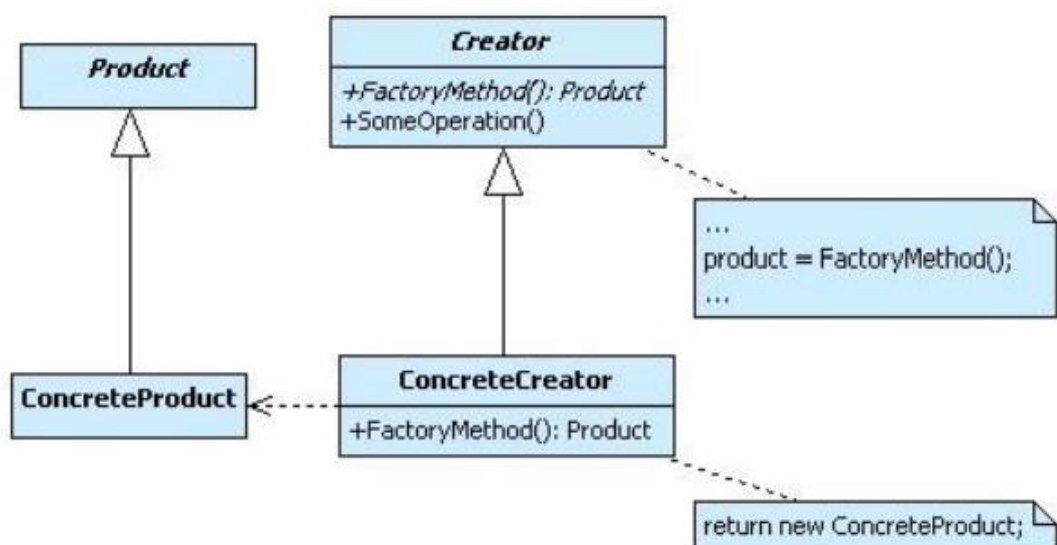 Product
Creator
+FactoryMethod(): Product
+SomeOperation()
...
product = FactoryMethod();
...
ConcreteProduct
ConcreteCreator
+FactoryMethod(): Product
return new ConcreteProduct;